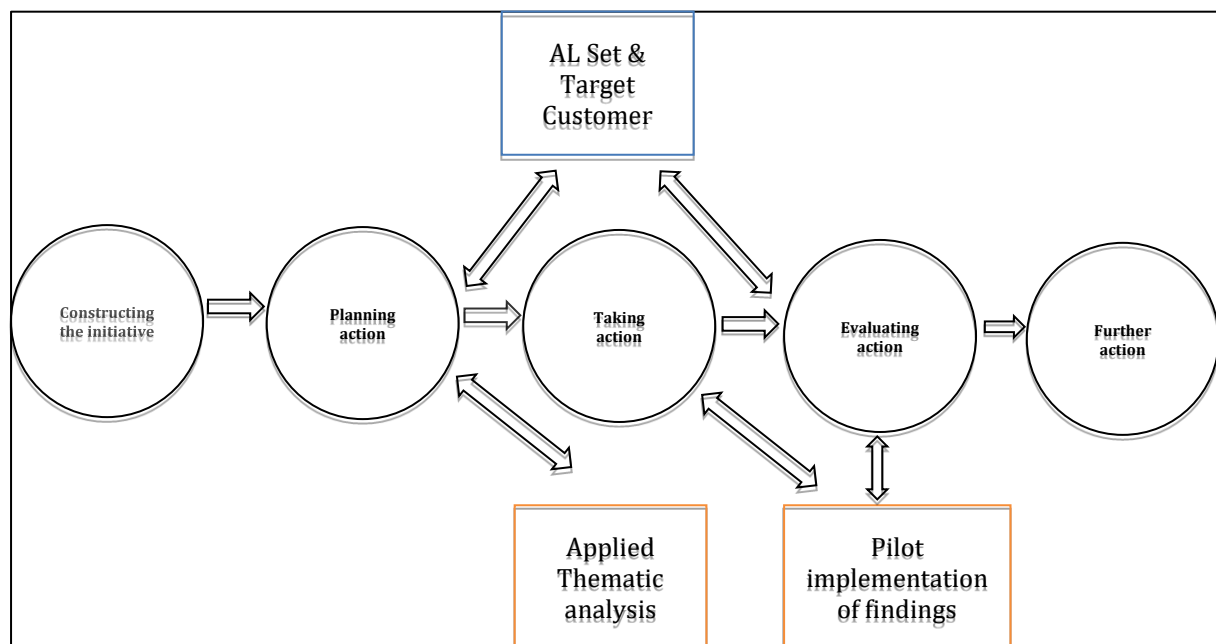 AL Set &
Target
Customer
Constructing
the initiative
Planning
action
Taking
action
Evaluating
action
Further
action
Applied
Thematic
analysis
Pilot
implementation
of findings